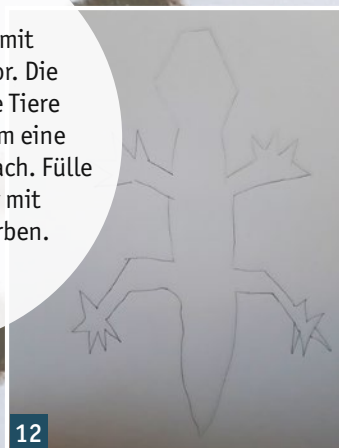 mit
or. Die
e Tiere
m eine
ach. Fülle
mit
rben.
12